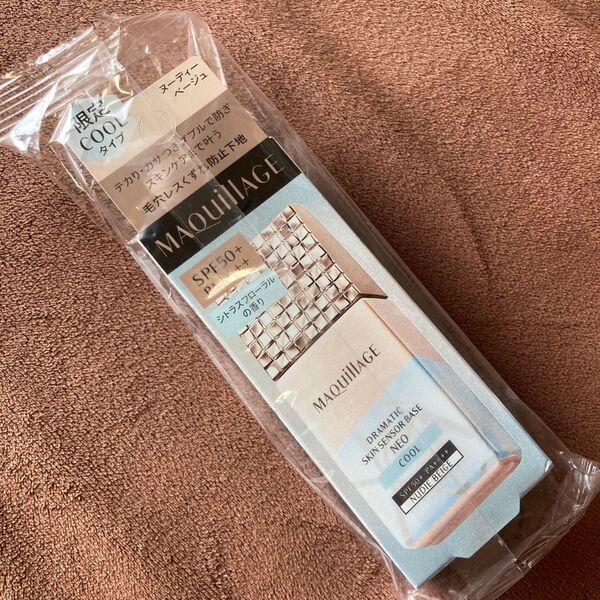 限定
COOL
タイプ
ヌーディー
ベージュ
テカリ・カサつきダブルで防ぎ
スキンケアまで叶う
毛穴レスくずれ防止下地
MAQuillAGE
SPF50+
シトラスフローラル
の香り
MAQuillAGE
DRAMATIC
SKIN SENSOR BASE
NEO
COOL
SPF50+ PA++++
NUDIE BEIGE